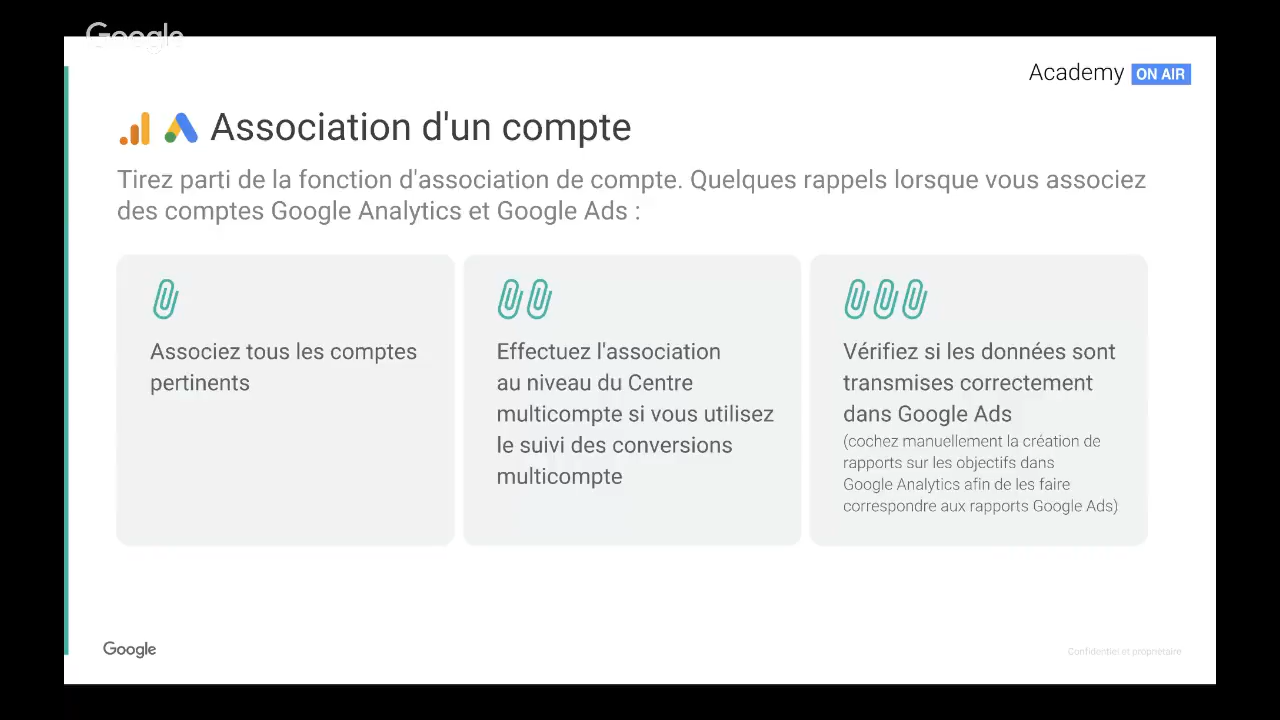 Google
Academy ON AIR
Association d'un compte
Tirez parti de la fonction d'association de compte. Quelques rappels lorsque vous associez
des comptes Google Analytics et Google Ads :
Associez tous les comptes
pertinents
Effectuez l'association
au niveau du Centre
multicompte si vous utilisez
le suivi des conversions
multicompte
Vérifiez si les données sont
transmises correctement
dans Google Ads
(cochez manuellement la création de
rapports sur les objectifs dans
Google Analytics afin de les faire
correspondre aux rapports Google Ads)
Google
Confidentiel et propriétaire